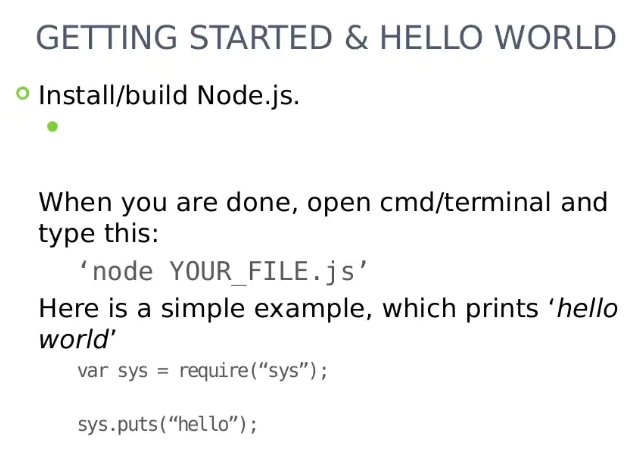 GETTING STARTED & HELLO WORLD
Install/build Node.js.
When you are done, open cmd/terminal and
type this:
‘node YOUR_FILE.js’
Here is a simple example, which prints ‘hello
world’
var sys = require(“sys”);
sys.puts(“hello”);